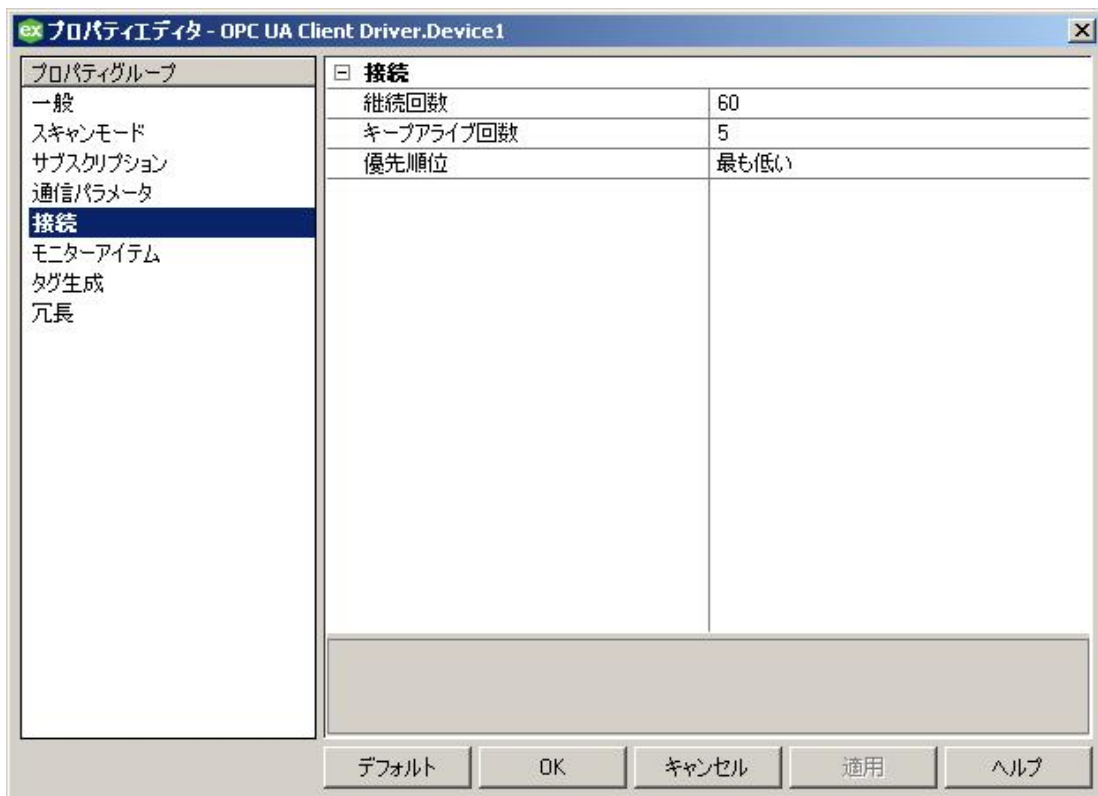 ex プロパティエディタ - OPC UA Client Driver.Device1
プロパティグループ
一般
スキャンモード
サブスクリプション
通信パラメータ
接続
モニターアイテム
タグ生成
冗長
接続
継続回数 60
キープアライブ回数 5
優先順位 最も低い
デフォルト OK キャンセル 適用 ヘルプ